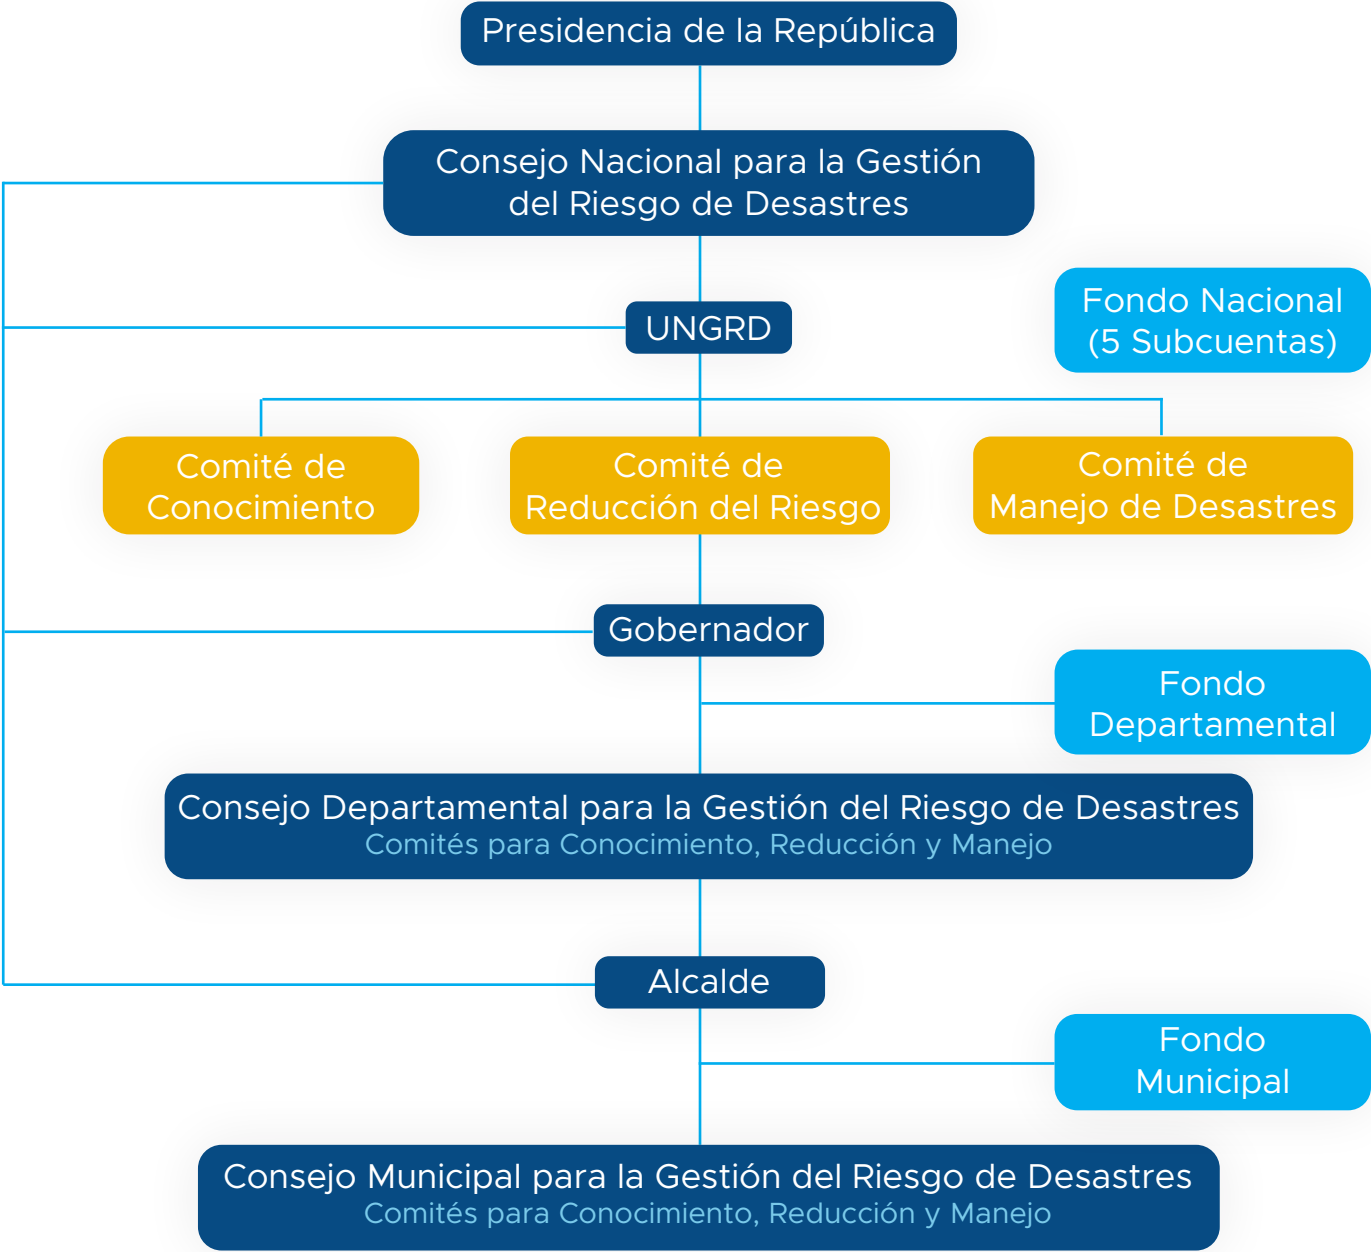 Presidencia de la República
Consejo Nacional para la Gestión
del Riesgo de Desastres
UNGRD
Fondo Nacional
(5 Subcuentas)
Comité de
Conocimiento
Comité de
Reducción del Riesgo
Comité de
Manejo de Desastres
Gobernador
Fondo
Departamental
Consejo Departamental para la Gestión del Riesgo de Desastres
Comités para Conocimiento, Reducción y Manejo
Alcalde
Fondo
Municipal
Consejo Municipal para la Gestión del Riesgo de Desastres
Comités para Conocimiento, Reducción y Manejo